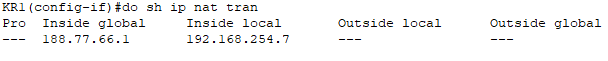 KR1(config-if)#do sh ip nat tran
Pro  Inside global     Inside local       Outside local      Outside global
---  188.77.66.1       192.168.254.7      ---                ---